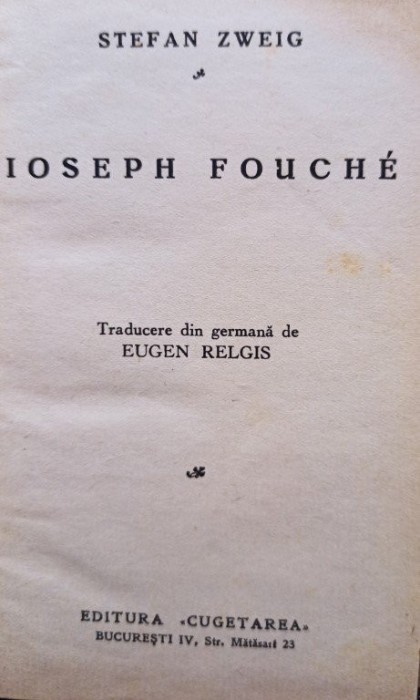 STEFAN ZWEIG
IOSEPH FOUCHÉ
Traducere din germană de
EUGEN RELGIS
EDITURA «CUGETAREA»
BUCUREȘTI IV, Str. Mătăsari 23